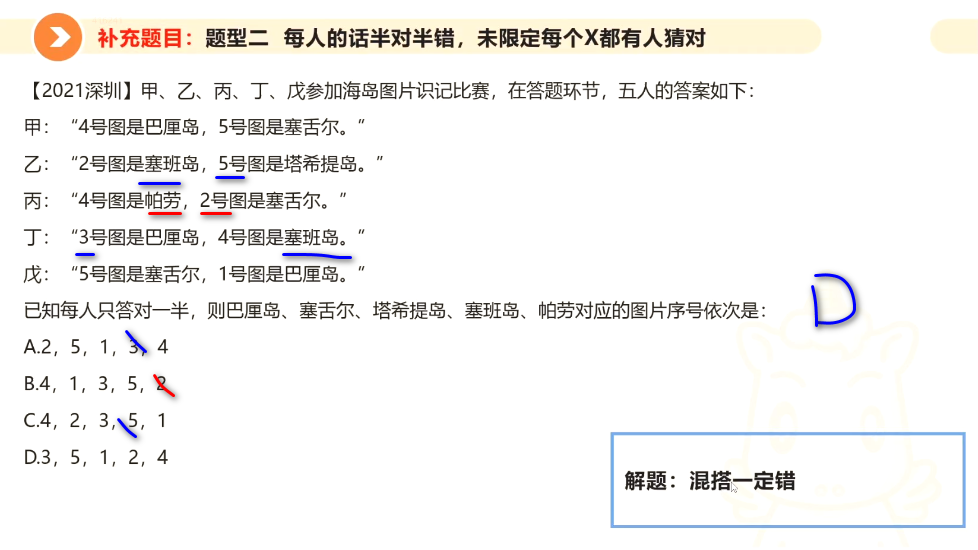 补充题目：题型二 每人的话半对半错，未限定每个X都有人猜对
【2021深圳】甲、乙、丙、丁、戊参加海岛图片识记比赛，在答题环节，五人的答案如下：
甲：“4号图是巴厘岛，5号图是塞舌尔。”
乙：“2号图是塞班岛，5号图是塔希提岛。”
丙：“4号图是帕劳，2号图是塞舌尔。”
丁：“3号图是巴厘岛，4号图是塞班岛。”
戊：“5号图是塞舌尔，1号图是巴厘岛。”
已知每人只答对一半，则巴厘岛、塞舌尔、塔希提岛、塞班岛、帕劳对应的图片序号依次是：
D
A.2，5，1，3，4
B.4，1，3，5，2
C.4，2，3，5，1
D.3，5，1，2，4
解题：混搭一定错